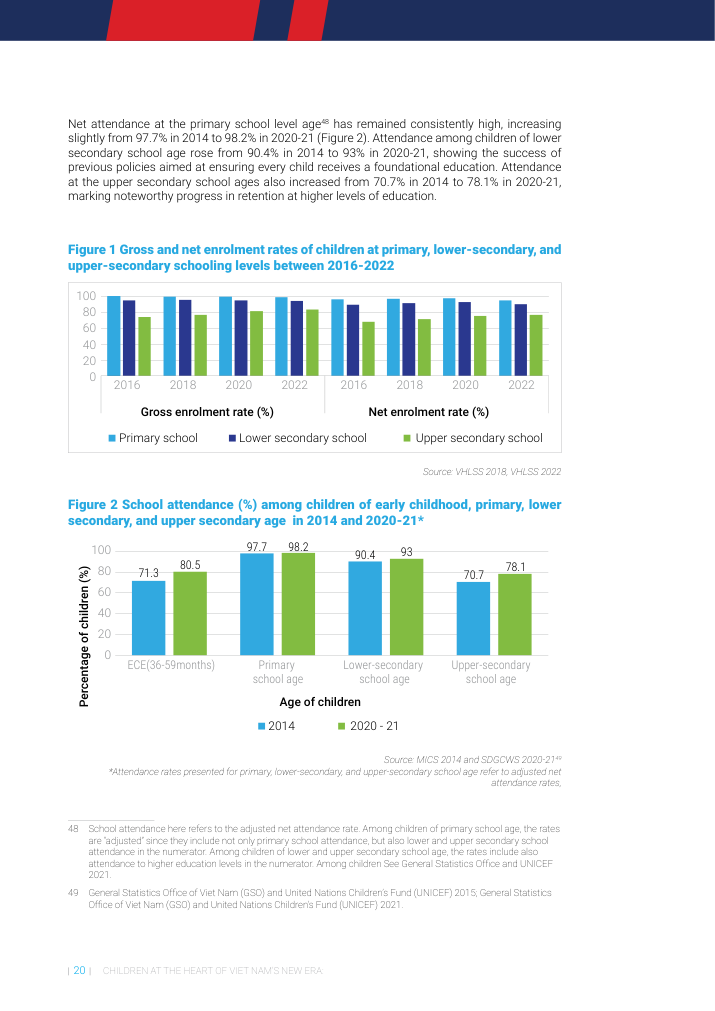 Net attendance at the primary school level age48 has remained consistently high, increasing
slightly from 97.7% in 2014 to 98.2% in 2020-21 (Figure 2). Attendance among children of lower
secondary school age rose from 90.4% in 2014 to 93% in 2020-21, showing the success of
previous policies aimed at ensuring every child receives a foundational education. Attendance
at the upper secondary school ages also increased from 70.7% in 2014 to 78.1% in 2020-21,
marking noteworthy progress in retention at higher levels of education.
Figure 1 Gross and net enrolment rates of children at primary, lower-secondary, and
upper-secondary schooling levels between 2016-2022
100
80
60
40
20
0
2016 2018 2020 2022 2016 2018 2020 2022
Gross enrolment rate (%) Net enrolment rate (%)
Primary school Lower secondary school Upper secondary school
Source: VHLSS 2018, VHLSS 2022
Figure 2 School attendance (%) among children of early childhood, primary, lower
secondary, and upper secondary age in 2014 and 2020-21*
Percentage of children (%)
100
80
60
40
20
0
71.3 80.5 97.7 98.2 90.4 93 70.7 78.1
ECE(36-59months) Primary Lower-secondary Upper-secondary
school age school age school age
Age of children
2014 2020 - 21
Source: MICS 2014 and SDGCWS 2020-2149
*Attendance rates presented for primary, lower-secondary, and upper-secondary school age refer to adjusted net
attendance rates,
48 School attendance here refers to the adjusted net attendance rate. Among children of primary school age, the rates
are "adjusted" since they include not only primary school attendance, but also lower and upper secondary school
attendance in the numerator. Among children of lower and upper secondary school age, the rates include also
attendance to higher education levels in the numerator. Among children See General Statistics Office and UNICEF
2021.
49 General Statistics Office of Viet Nam (GSO) and United Nations Children's Fund (UNICEF) 2015; General Statistics
Office of Viet Nam (GSO) and United Nations Children's Fund (UNICEF) 2021.
| 20 | CHILDREN AT THE HEART OF VIET NAM'S NEW ERA